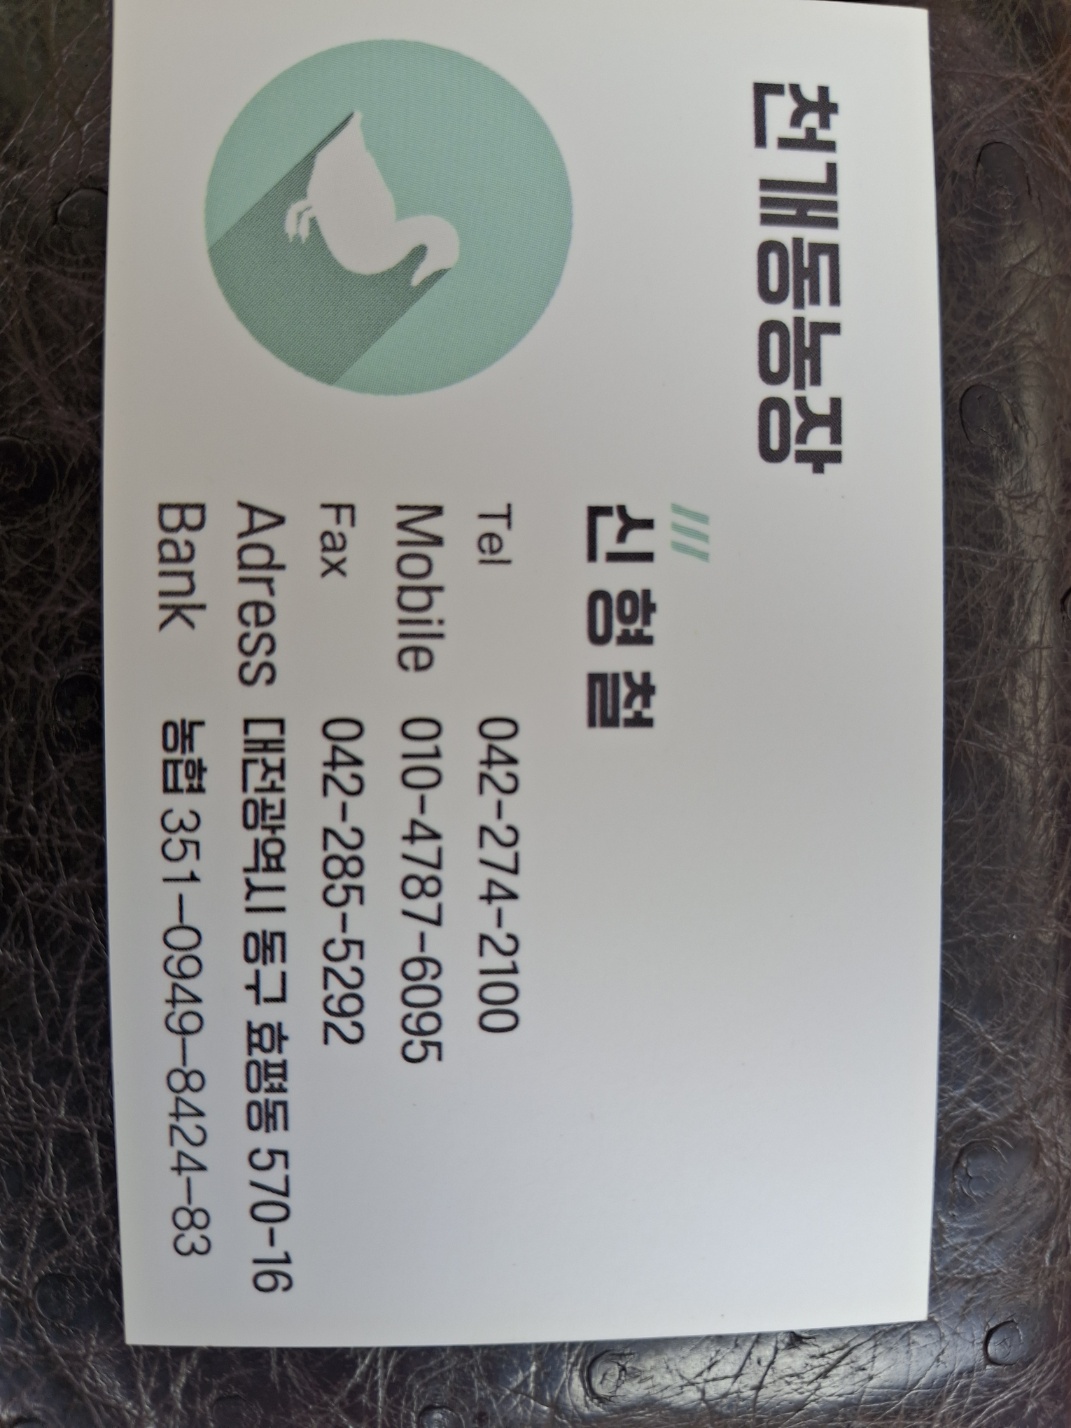 천개동농장
신형철
Tel 042-274-2100
Mobile 010-4787-6095
Fax 042-285-5292
Adress 대전광역시 동구 효평동 570-16
Bank 농협 351-0949-8424-83